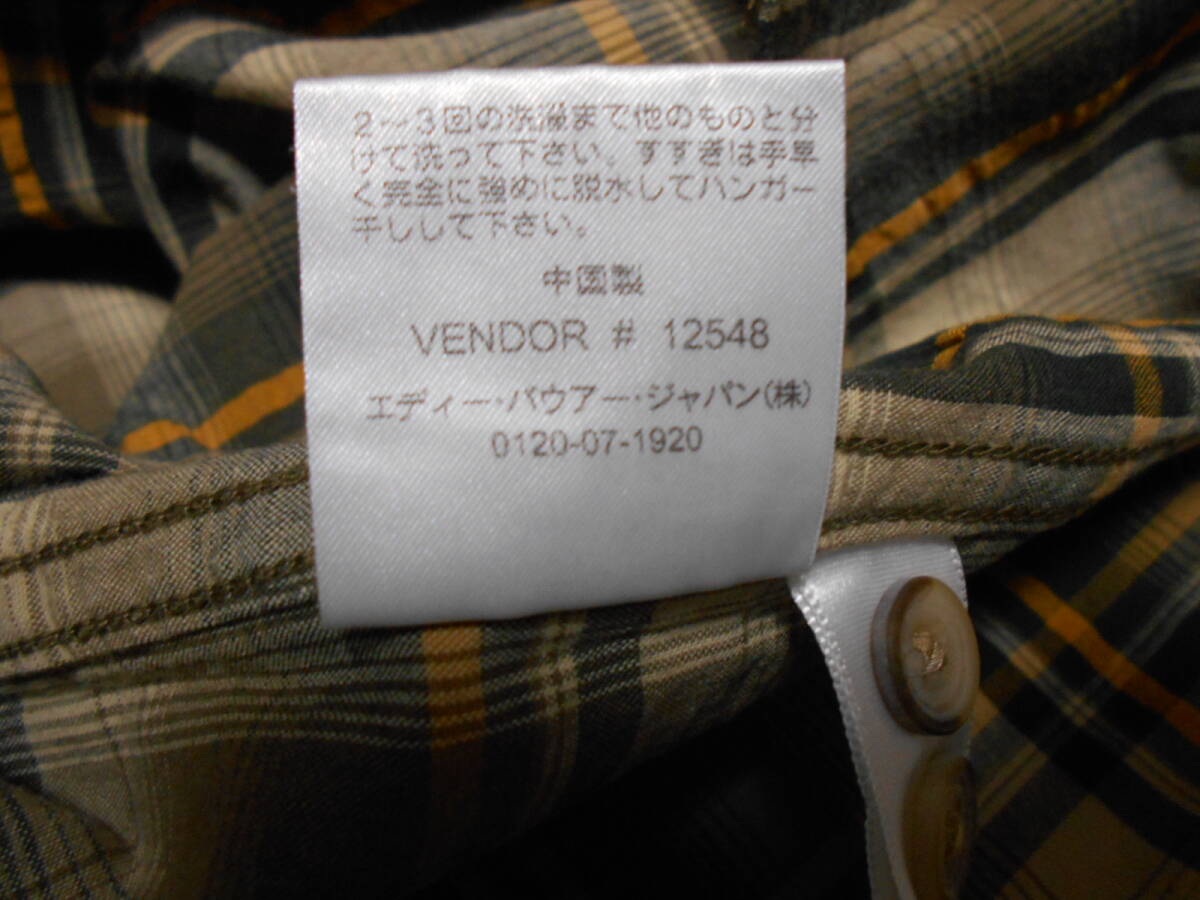 2～3回の洗濯まで他のものと分
けて洗って下さい。すすぎは手早
く完全に強めに脱水してハンガー
干しして下さい。
中国製
VENDOR # 12548
エディー・バウアー・ジャパン(株)
0120-07-1920